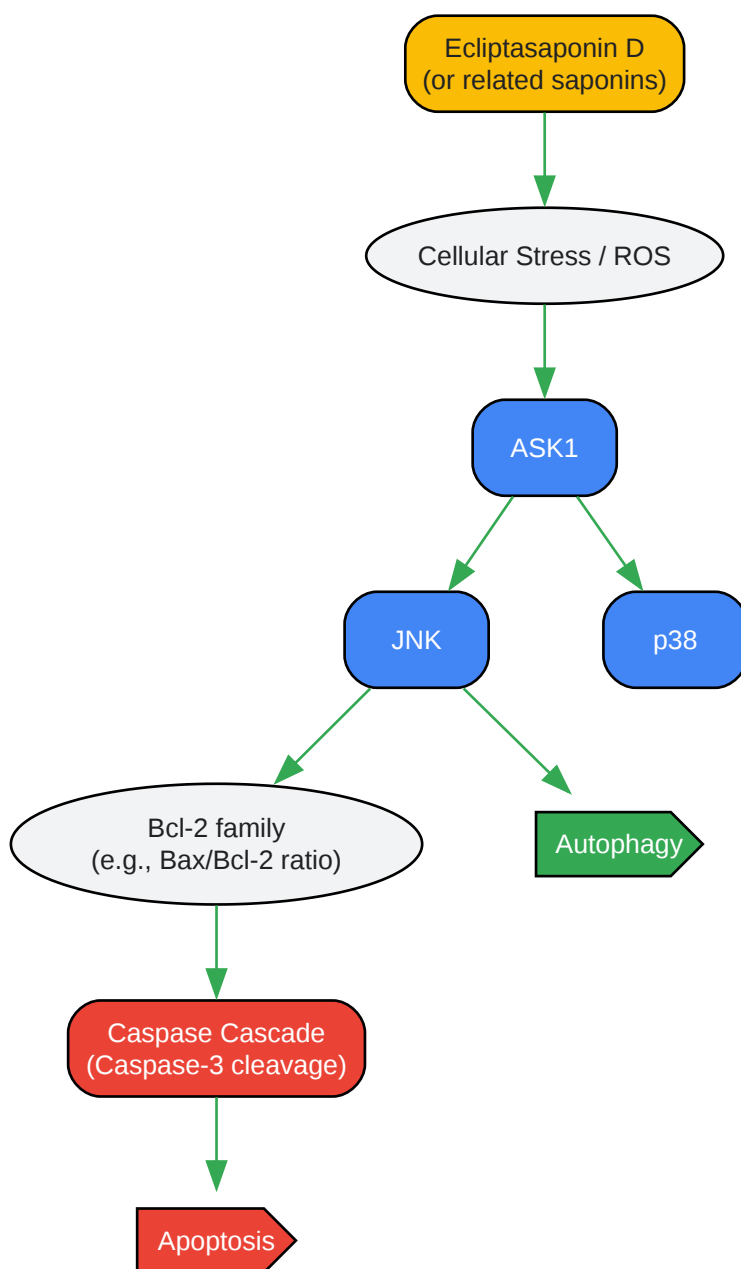 Ecliptasaponin D
(or related saponins)
Cellular Stress / ROS
ASK1
JNK
p38
Bcl-2 family
(e.g., Bax/Bcl-2 ratio)
Autophagy
Caspase Cascade
(Caspase-3 cleavage)
Apoptosis